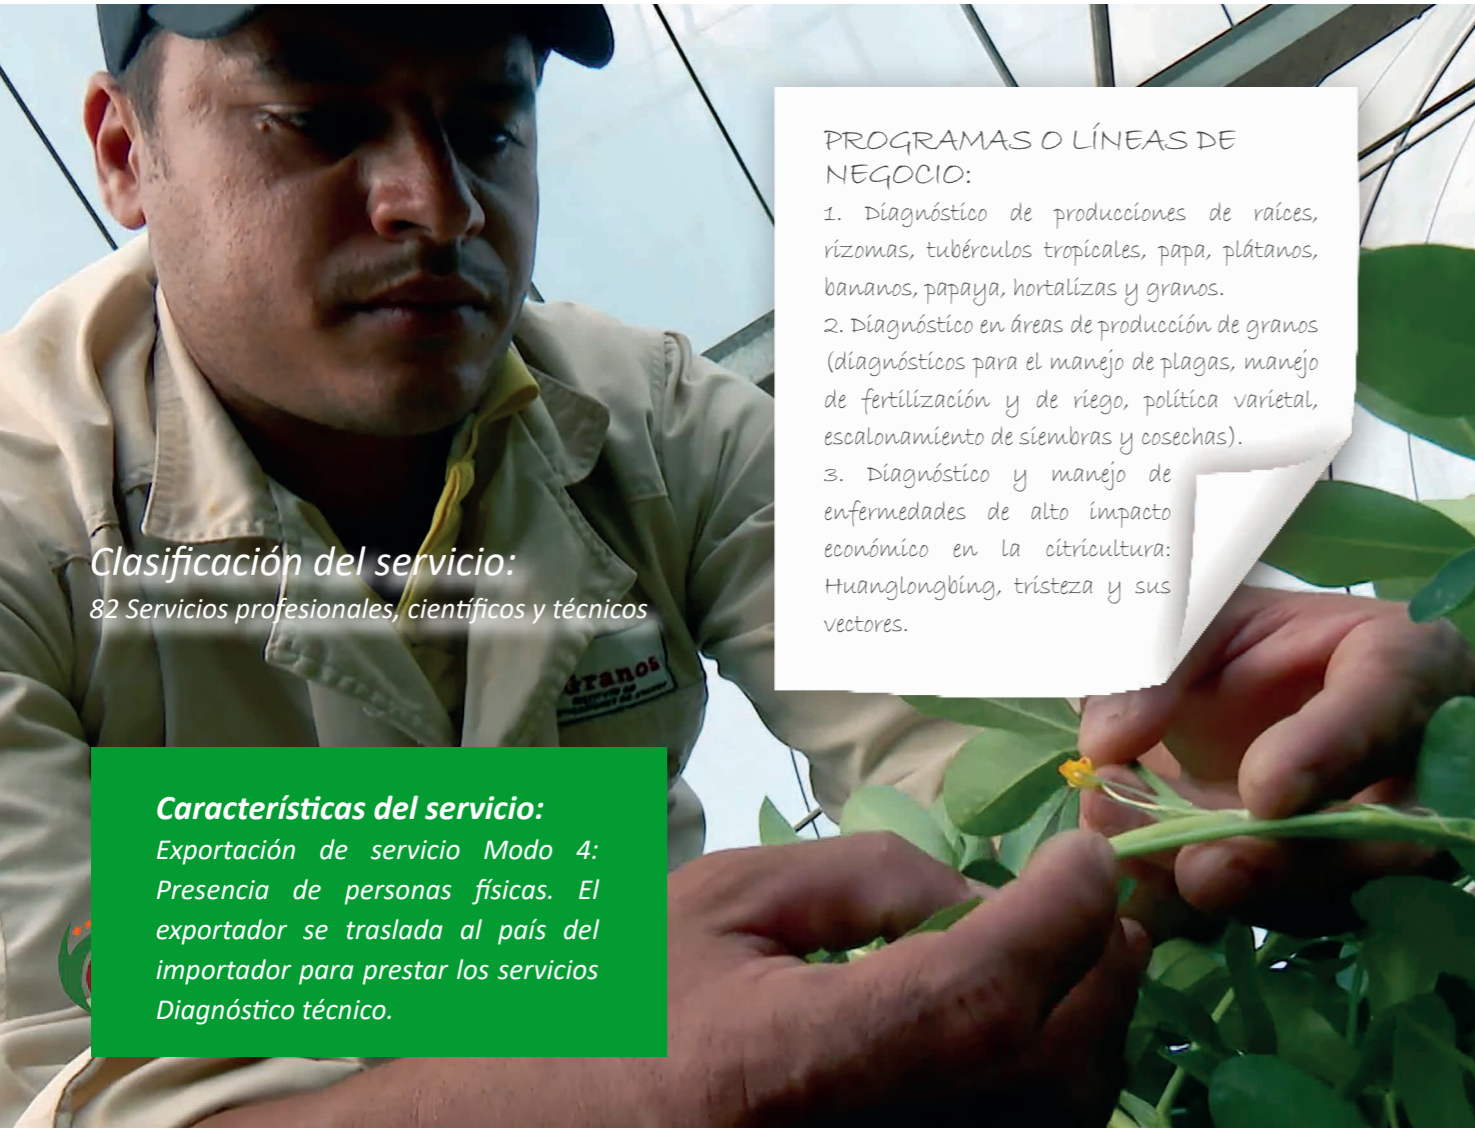 PROGRAMAS O LÍNEAS DE
NEGOCIO:
1. Diagnóstico de producciones de raíces,
rizomas, tubérculos tropicales, papa, plátanos,
bananos, papaya, hortalizas y granos.
2. Diagnóstico en áreas de producción de granos
(diagnósticos para el manejo de plagas, manejo
de fertilización y de riego, política varietal,
escalonamiento de siembras y cosechas).
3. Diagnóstico y manejo de
enfermedades de alto impacto
económico en la citricultura:
Huanglongbing, tristeza y sus
vectores.
Clasificación del servicio:
82 Servicios profesionales, científicos y técnicos
Granos
Características del servicio:
Exportación de servicio Modo 4:
Presencia de personas físicas. El
exportador se traslada al país del
importador para prestar los servicios
Diagnóstico técnico.